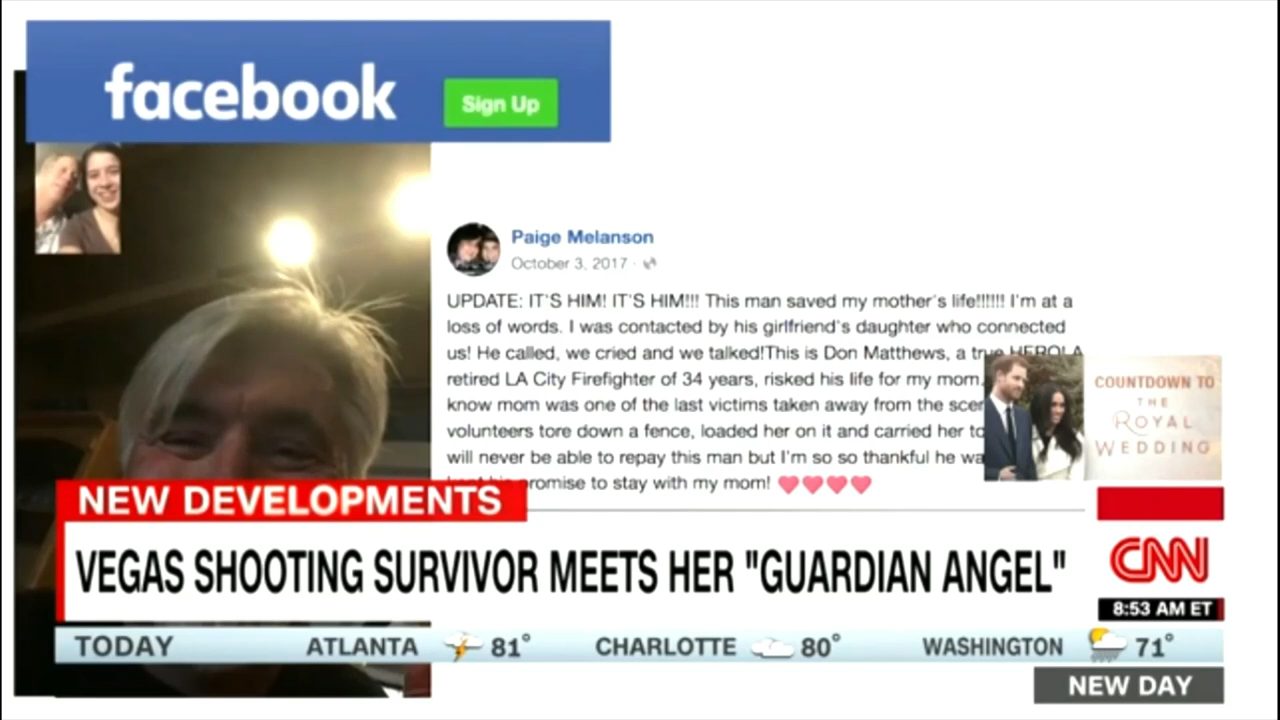 facebook
Sign Up
Paige Melanson
October 3, 2017
UPDATE: IT'S HIM! IT'S HIM!!! This man saved my mother's life!!!!!! I'm at a
loss of words. I was contacted by his girlfriend's daughter who connected
us! He called, we cried and we talked!This is Don Matthews, a true HERO!.A
retired LA City Firefighter of 34 years, risked his life for my mom.
know mom was one of the last victims taken away from the
volunteers tore down a fence, loaded her on it and carried her
will never be able to repay this man but I'm so so thankful he
promise to stay with my mom! ❤❤❤❤
COUNTDOWN TO
THE
ROYAL
WEDDING
NEW DEVELOPMENTS
VEGAS SHOOTING SURVIVOR MEETS HER "GUARDIAN ANGEL"
CNN
8:53 AM ET
TODAY ATLANTA 81° CHARLOTTE 80° WASHINGTON 71°
NEW DAY